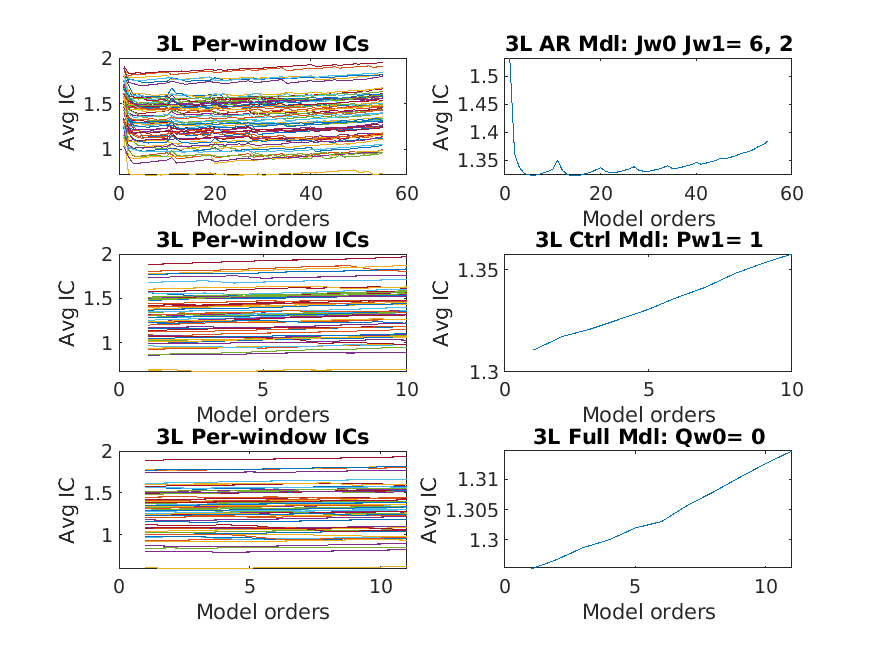 3L Per-window ICs
Avg IC
2
1.5
1
0
20
40
60
Model orders
3L AR Mdl: Jw0 Jw1= 6, 2
Avg IC
1.5
1.45
1.4
1.35
0
20
40
60
Model orders
3L Per-window ICs
Avg IC
2
1.5
1
0
5
10
Model orders
3L Ctrl Mdl: Pw1= 1
Avg IC
1.35
1.3
0
5
10
Model orders
3L Per-window ICs
Avg IC
2
1.5
1
0
5
10
Model orders
3L Full Mdl: Qw0= 0
Avg IC
1.31
1.305
1.3
0
5
10
Model orders